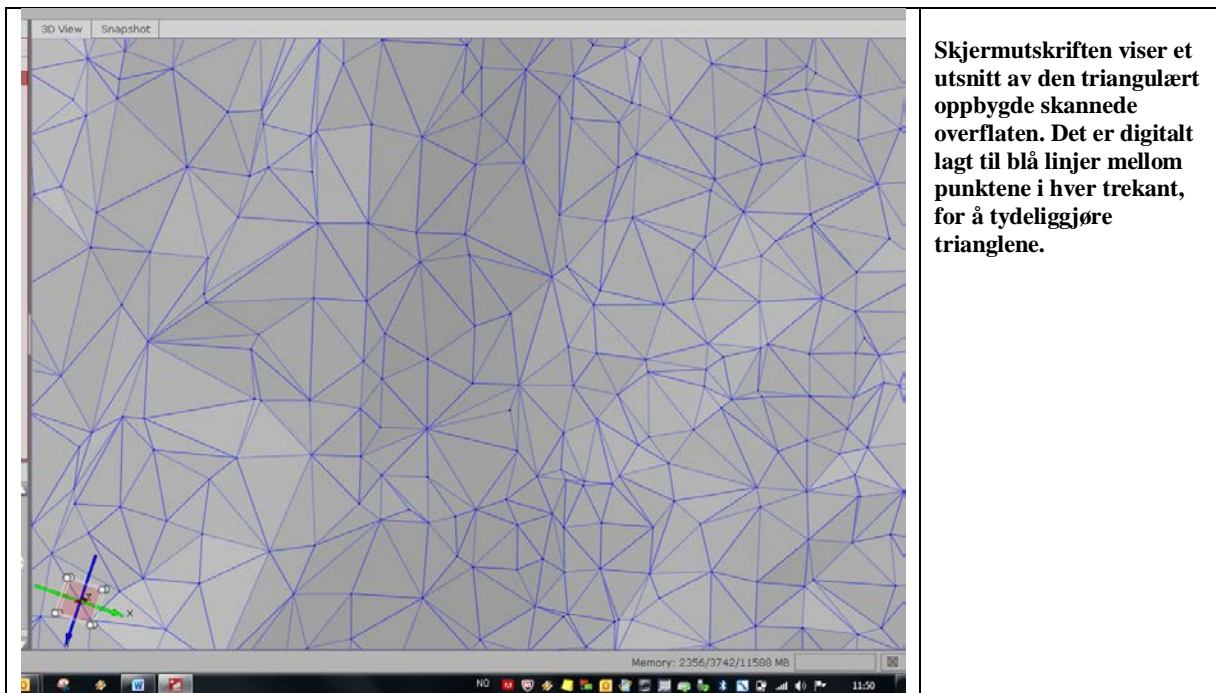 3D View Snapshot
Skjermutskriften viser et
utsnitt av den triangulært
oppbygde skannede
overflaten. Det er digitalt
lagt til blå linjer mellom
punktene i hver trekant,
for å tydeliggjøre
trianglene.
Z
X
Memory: 2356/3742/11588 MB
NO
11:50